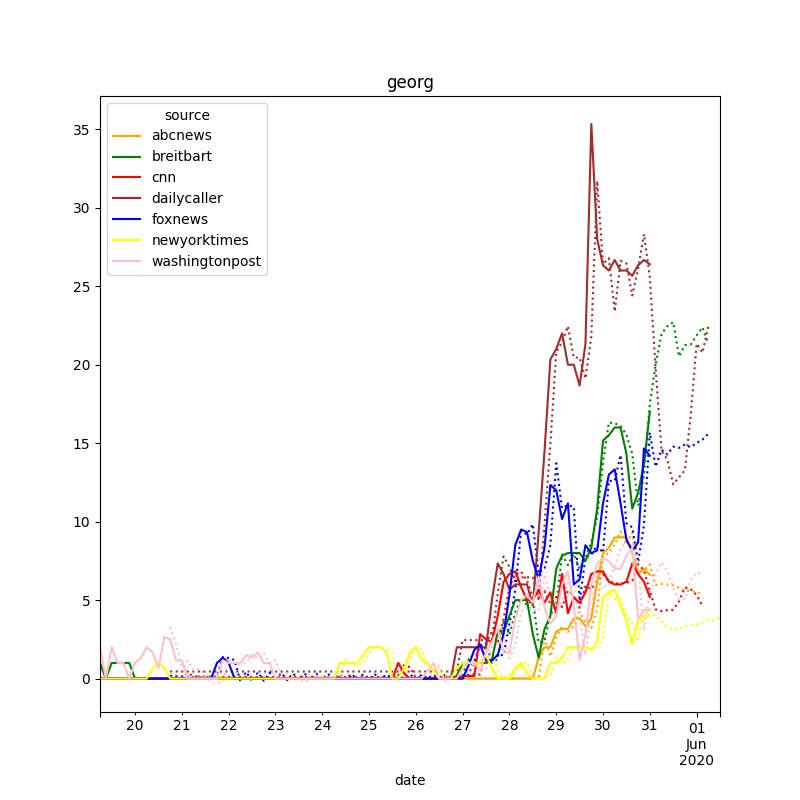 georg
source
abcnews
breitbart
cnn
dailycaller
foxnews
newyorktimes
washingtonpost
35
30
25
20
15
10
5
0
20 21 22 23 24 25 26 27 28 29 30 31 01
Jun
2020
date